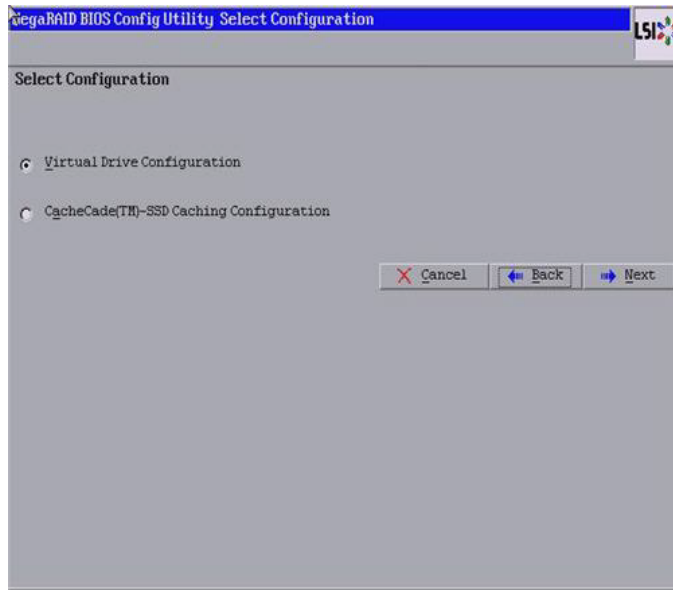 MegaRAID BIOS Config Utility Select Configuration
LSI
Select Configuration
Virtual Drive Configuration
CacheCade(TM)-SSD Caching Configuration
Cancel
Back
Next